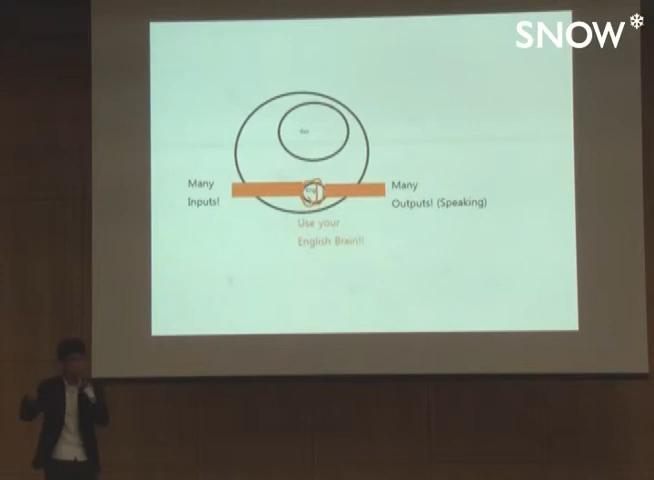 SNOW*
Many
Inputs!
Many
Outputs! (Speaking)
Use your
English Brain!!